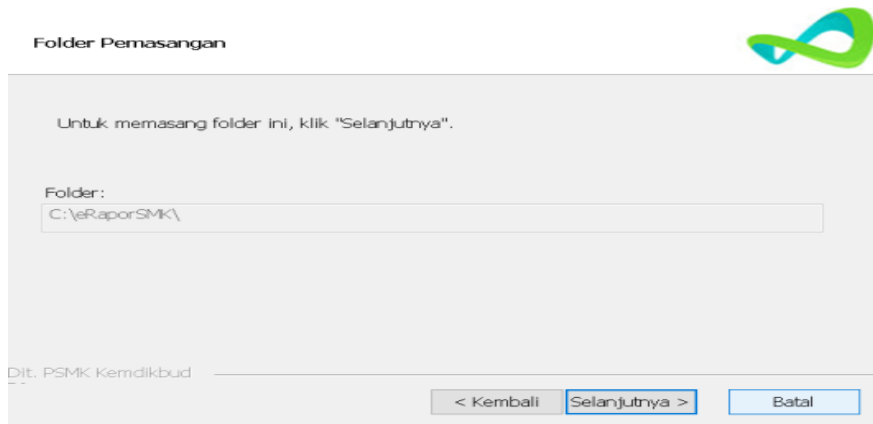 Folder Pemasangan
Untuk memasang folder ini, klik "Selanjutnya".
Folder:
C:\eRaporSMK\
Dit. PSMK Kemdikbud
< Kembali
Selanjutnya >
Batal